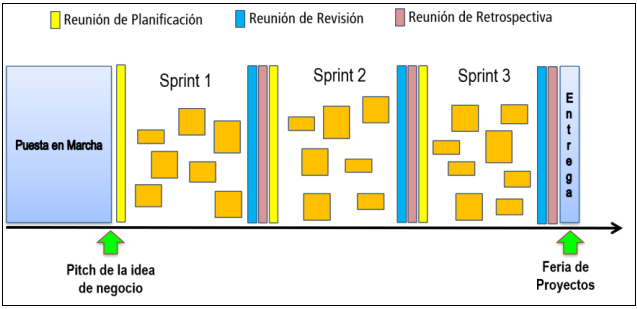 Reunión de Planificación
Reunión de Revisión
Reunión de Retrospectiva
Sprint 1
Sprint 2
Sprint 3
Puesta en Marcha
Entrega
Pitch de la idea
de negocio
Feria de
Proyectos